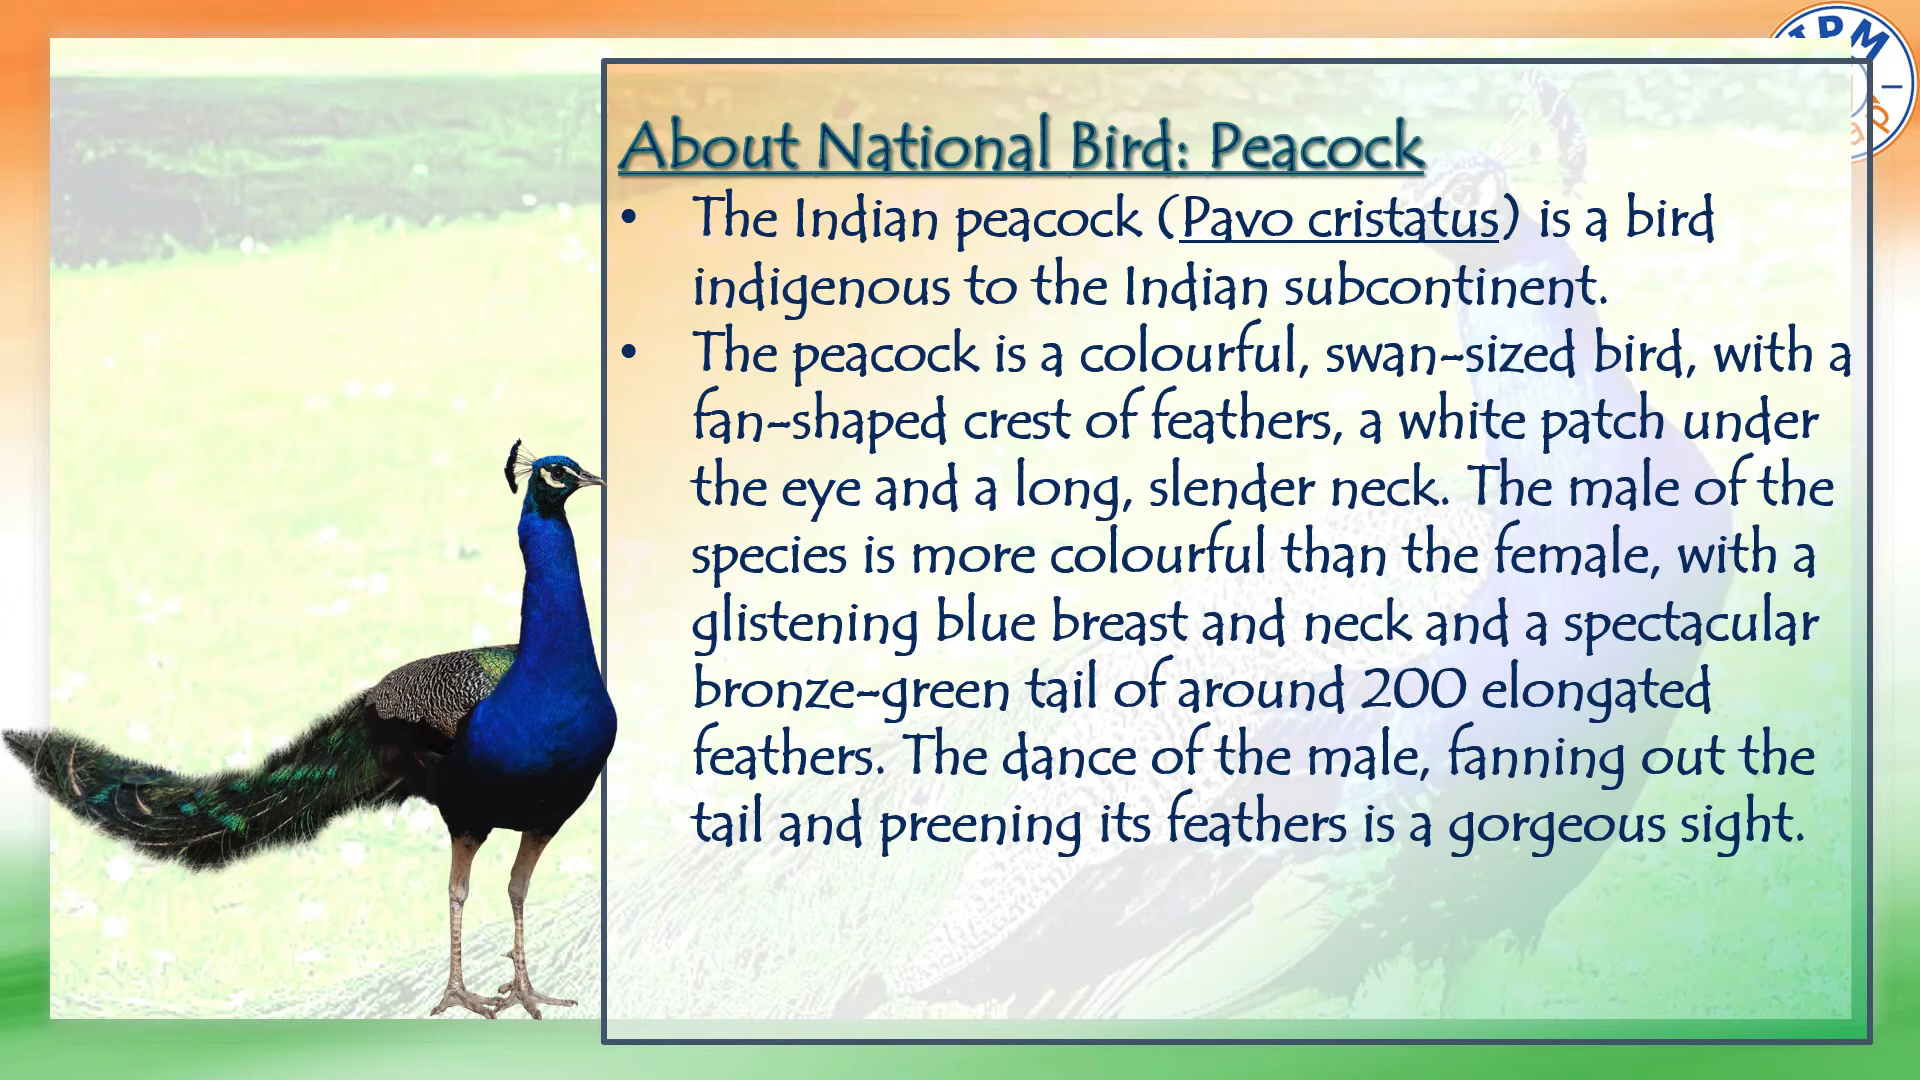 TPM
About National Bird: Peacock
• The Indian peacock (Pavo cristatus) is a bird
indigenous to the Indian subcontinent.
• The peacock is a colourful, swan-sized bird, with a
fan-shaped crest of feathers, a white patch under
the eye and a long, slender neck. The male of the
species is more colourful than the female, with a
glistening blue breast and neck and a spectacular
bronze-green tail of around 200 elongated
feathers. The dance of the male, fanning out the
tail and preening its feathers is a gorgeous sight.